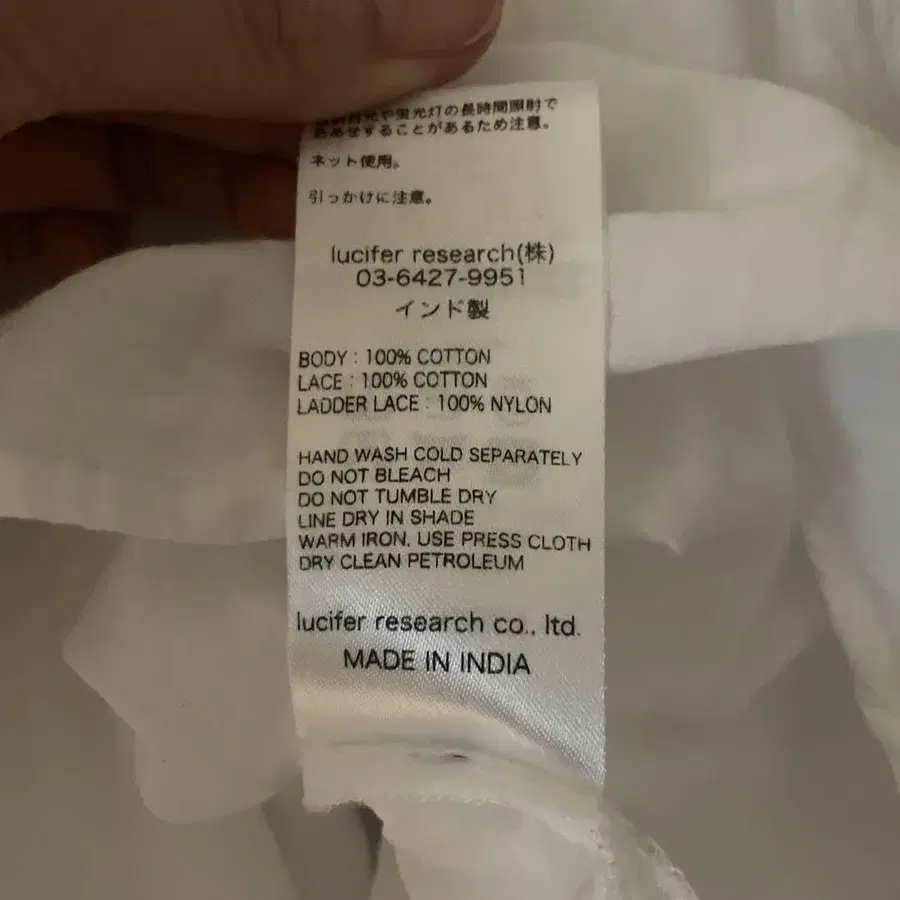 光や蛍光灯の長時間照射で
色あせすることがあるため注意。
ネット使用。
引っかけに注意。
lucifer research(株)
03-6427-9951
インド製
BODY : 100% COTTON
LACE : 100% COTTON
LADDER LACE : 100% NYLON
HAND WASH COLD SEPARATELY
DO NOT BLEACH
DO NOT TUMBLE DRY
LINE DRY IN SHADE
WARM IRON. USE PRESS CLOTH
DRY CLEAN PETROLEUM
lucifer research co., ltd.
MADE IN INDIA